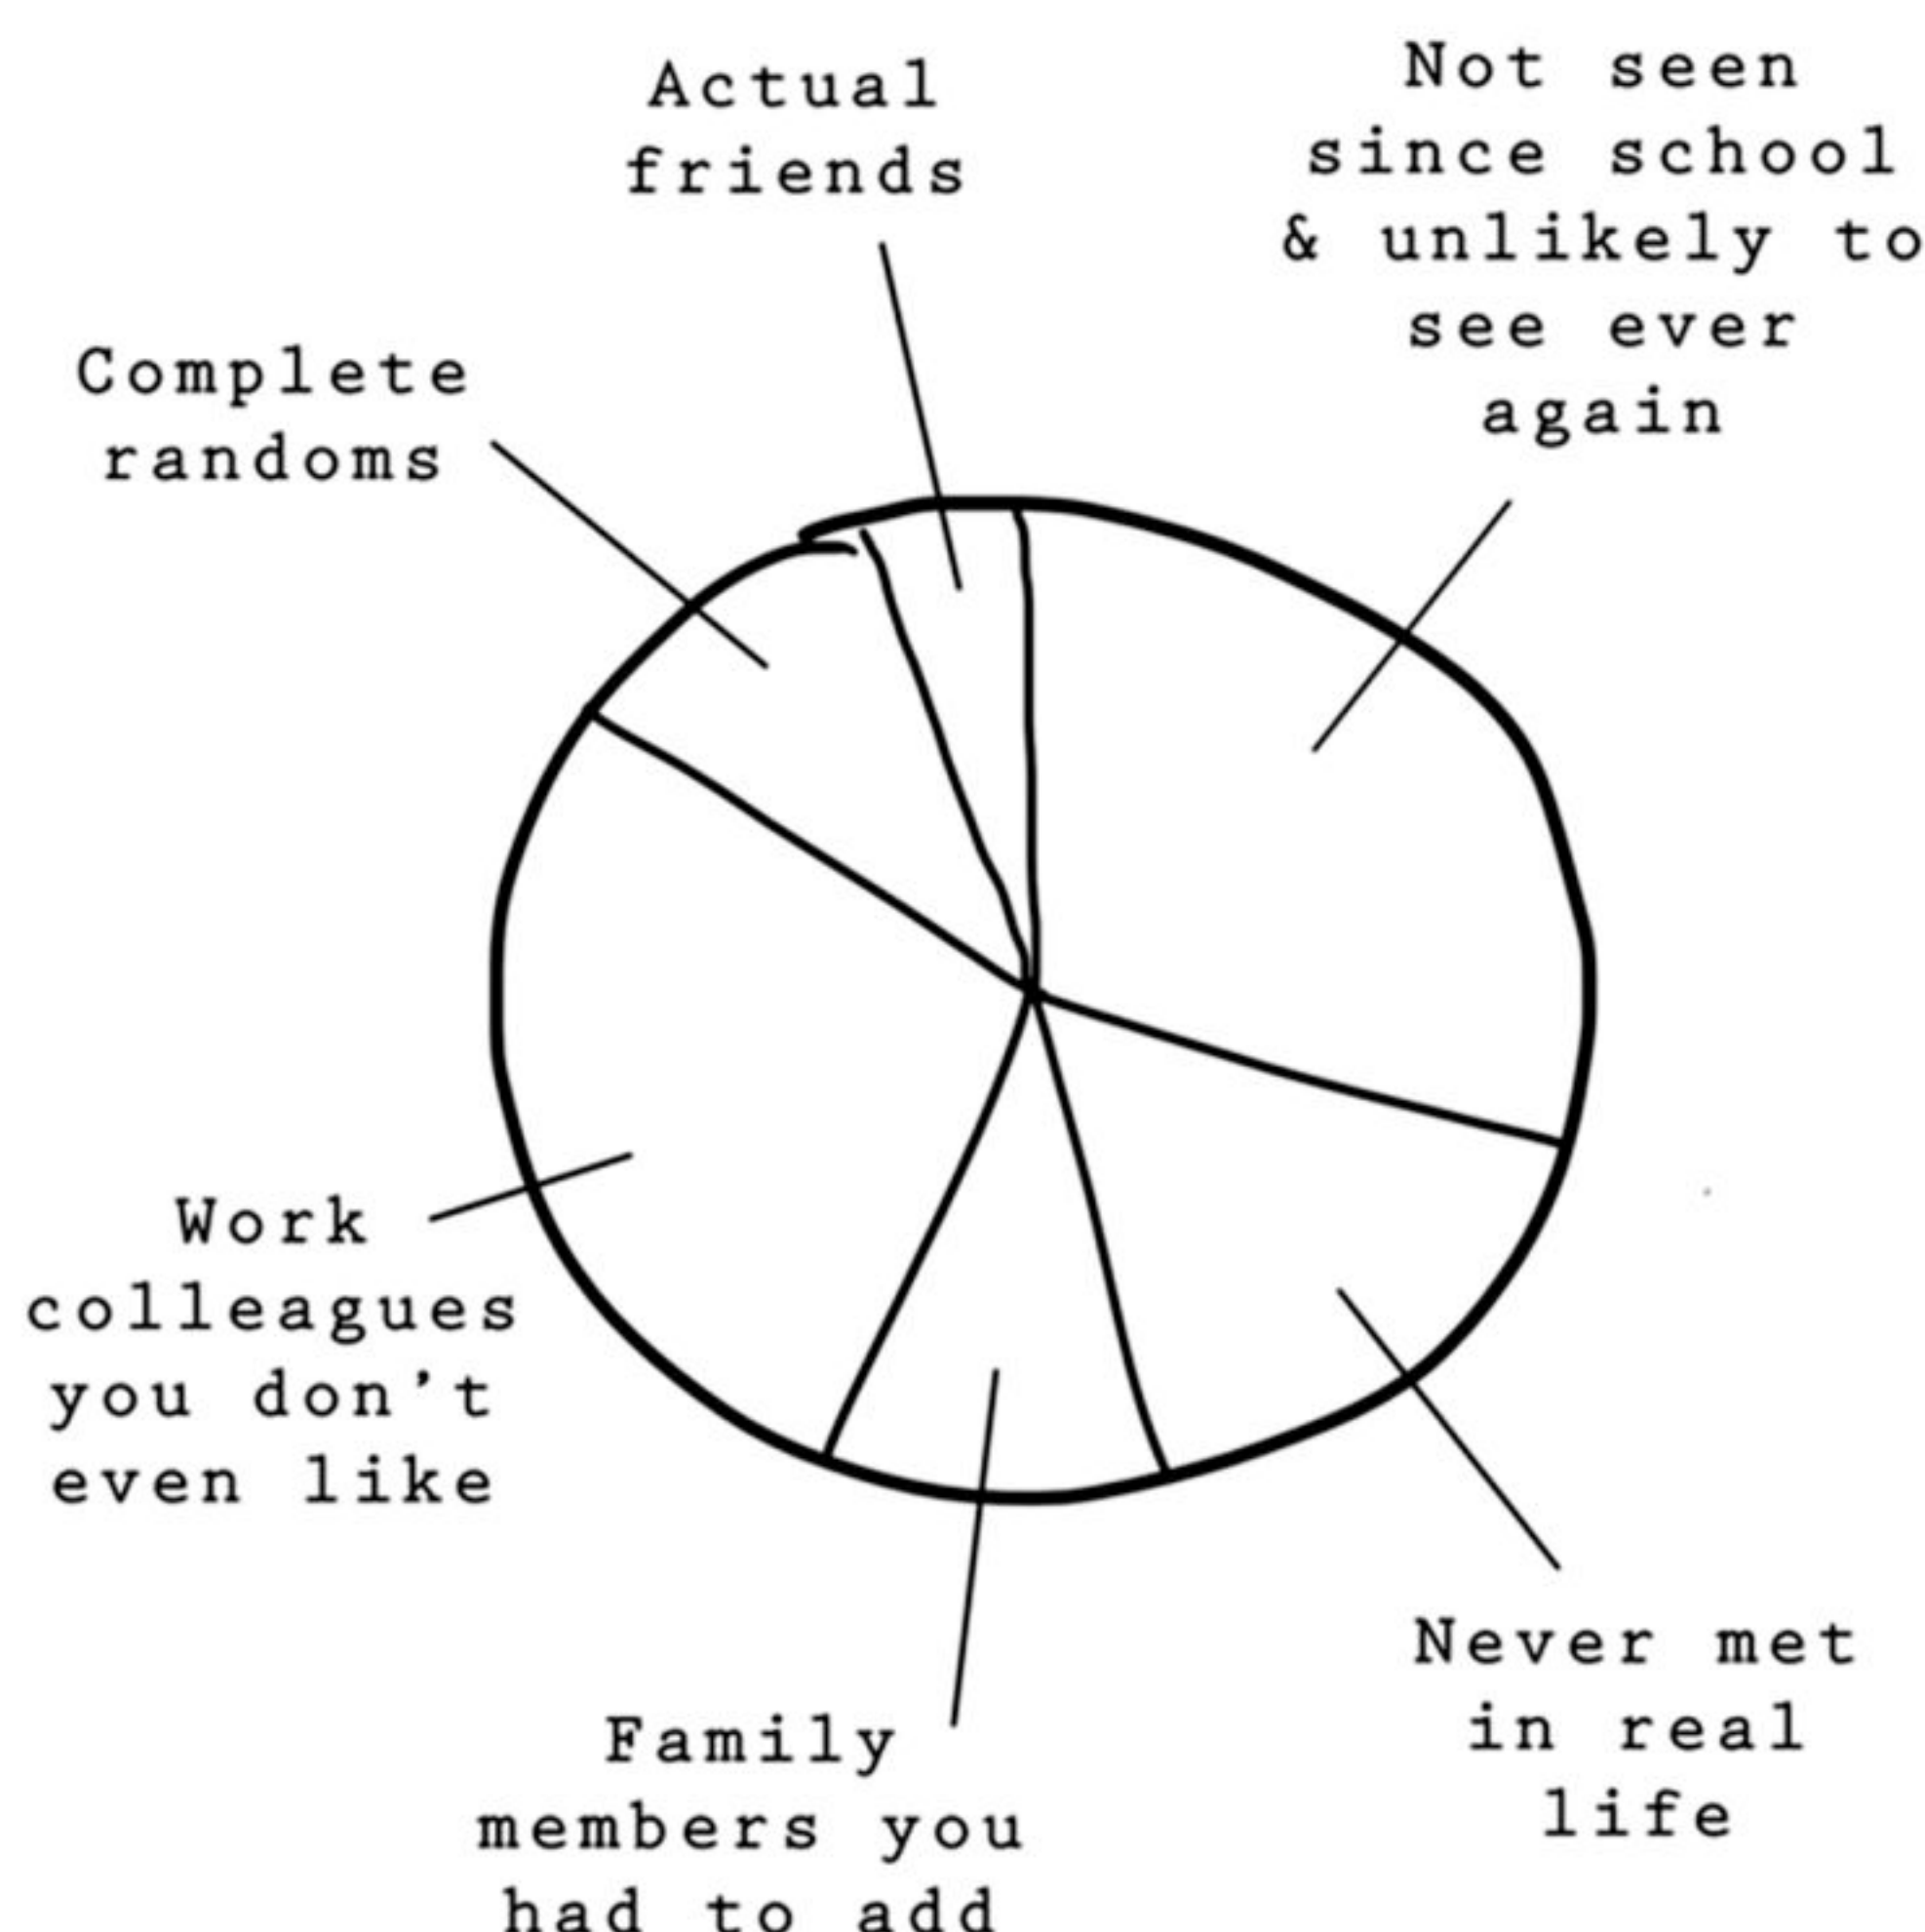 Actual
friends
Not seen
since school
& unlikely to
see ever
again
Complete
randoms
Work
colleagues
you don't
even like
Never met
in real
life
Family
members you
had to add